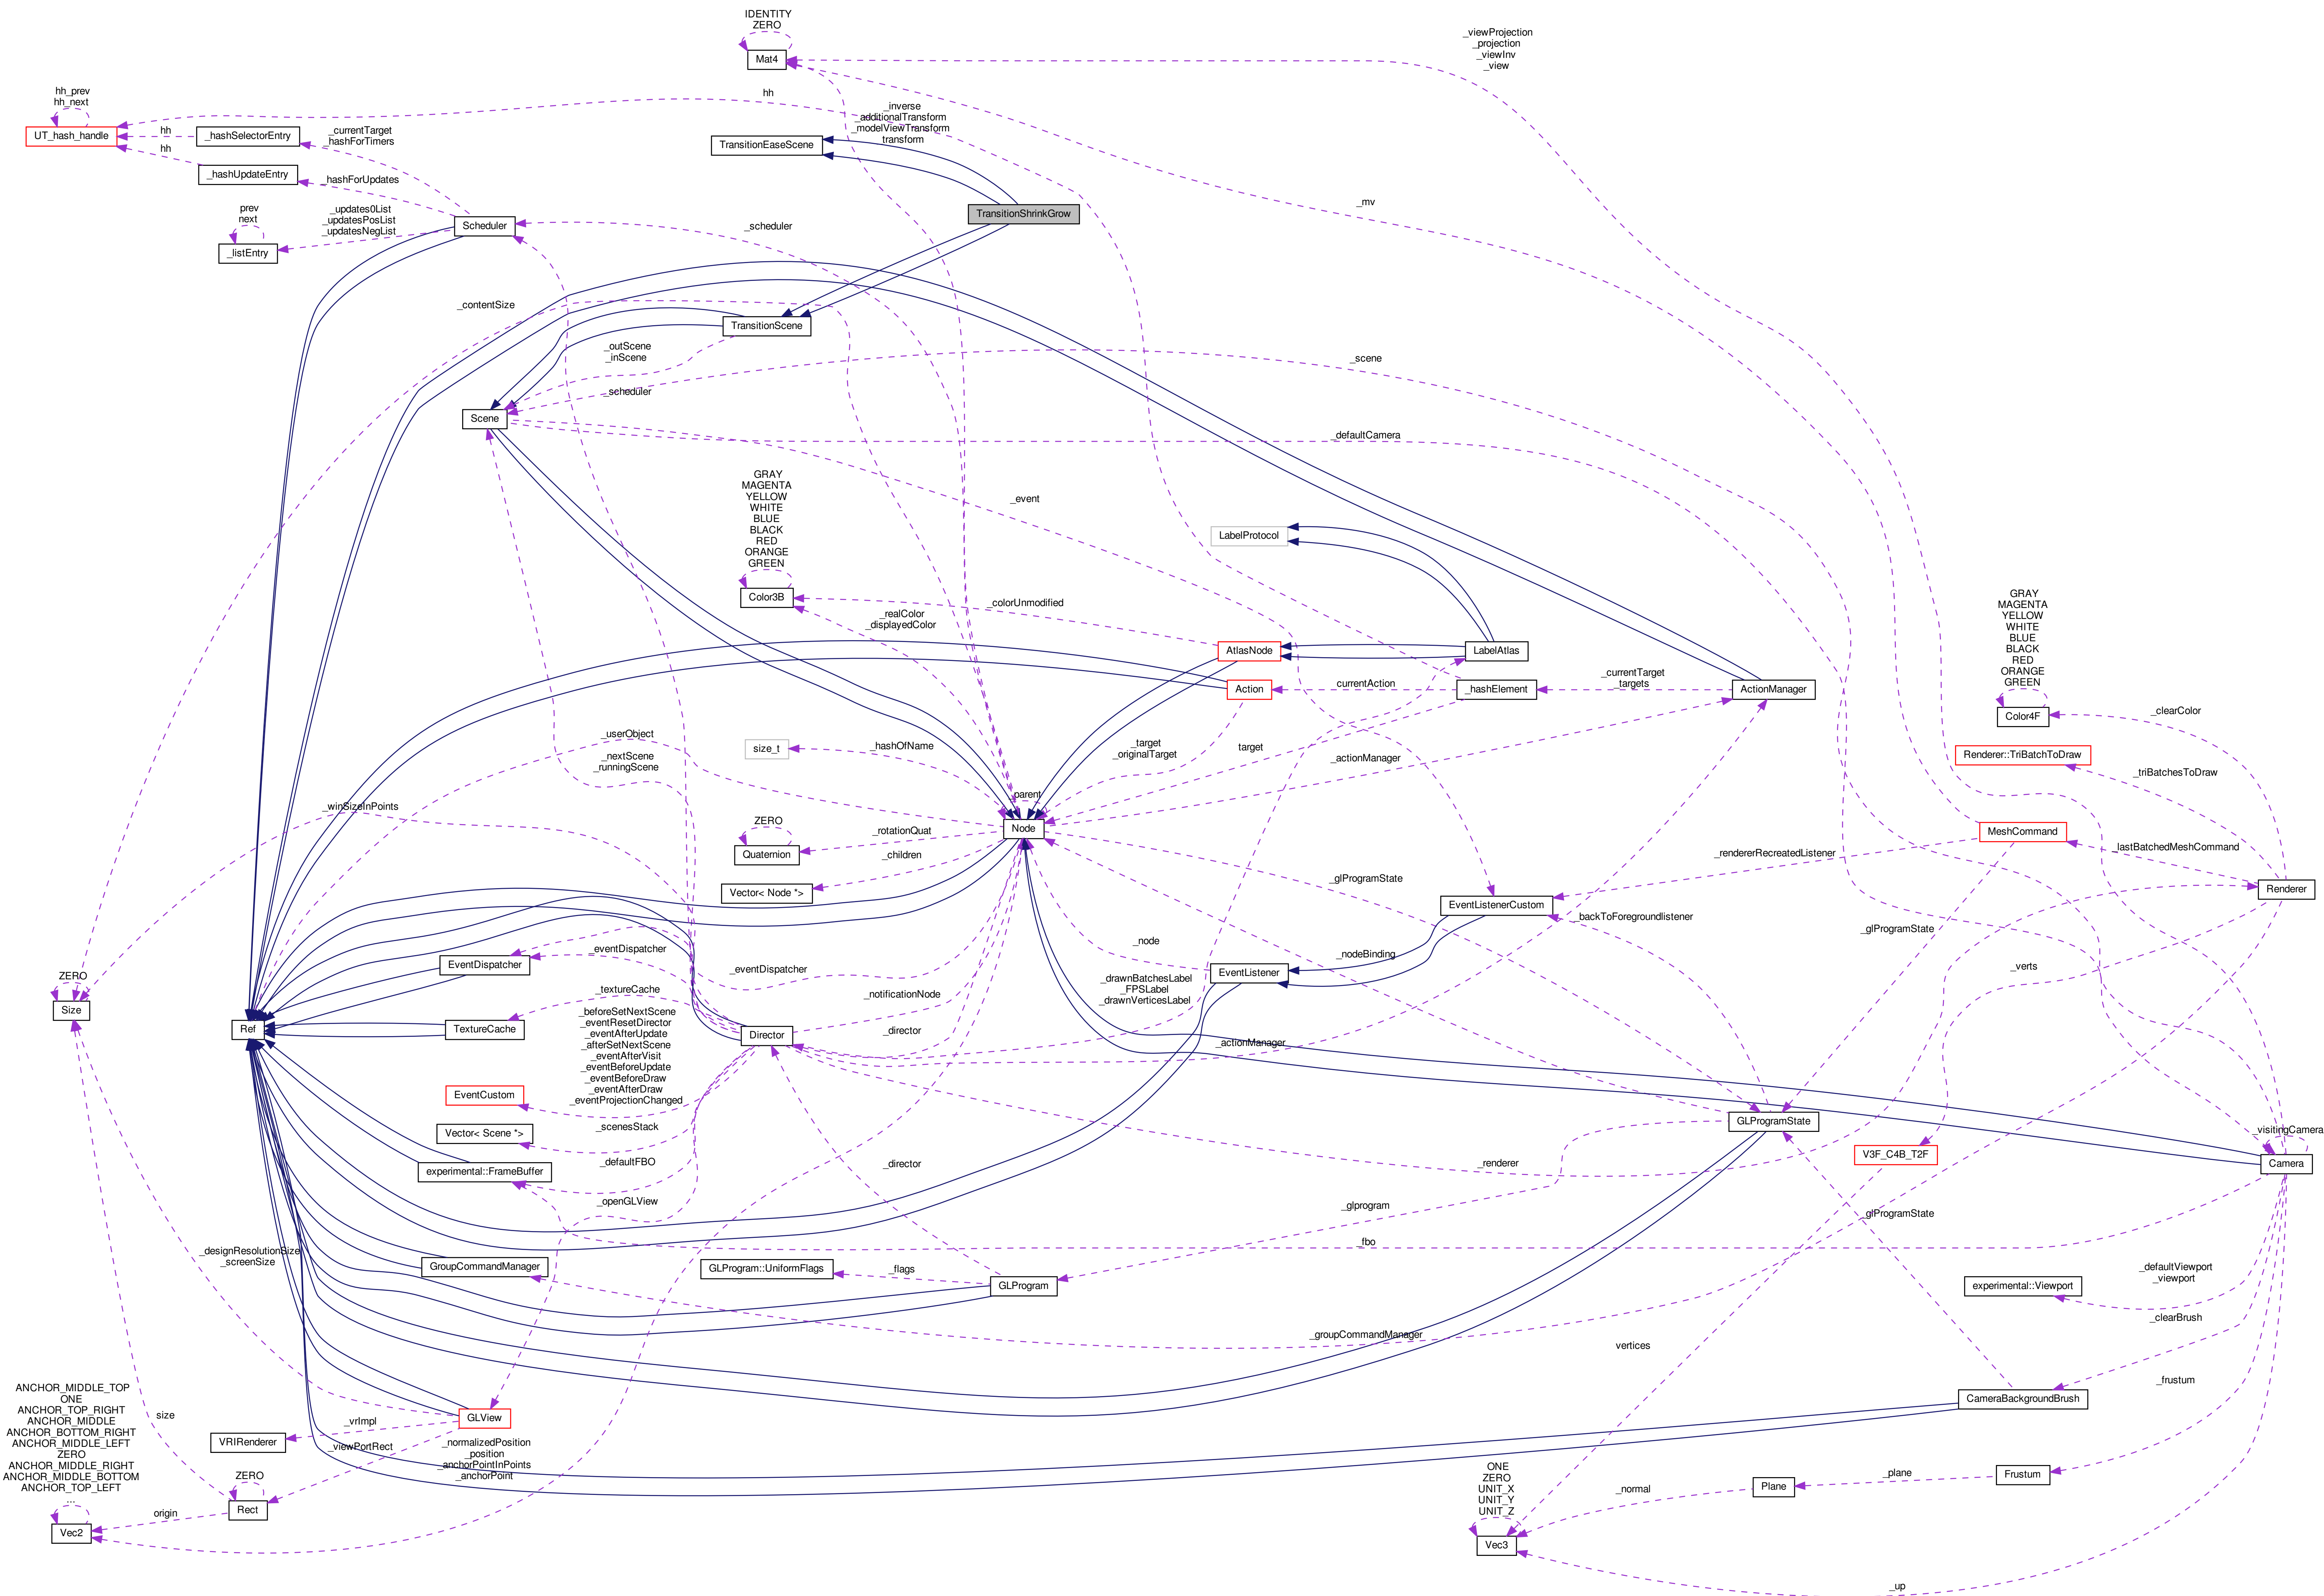 IDENTITY
ZERO
Mat4
_viewProjection
_projection
_viewInv
_view
hh_prev
hh_next
UT_hash_handle
hh
hh
_hashSelectorEntry
_hashUpdateEntry
_currentTarget
_hashForTimers
_hashForUpdates
hh
_inverse
_additionalTransform
_modelViewTransform
transform
TransitionEaseScene
TransitionShrinkGrow
_mv
prev
next
_listEntry
_updates0List
_updatesPosList
_updatesNegList
Scheduler
_scheduler
_contentSize
TransitionScene
_outScene
_inScene
_scene
_scheduler
Scene
_defaultCamera
_event
GRAY
MAGENTA
YELLOW
WHITE
BLUE
BLACK
RED
ORANGE
GREEN
Color3B
LabelProtocol
_colorUnmodified
_realColor
_displayedColor
AtlasNode
LabelAtlas
Action
currentAction
_hashElement
_currentTarget
_targets
ActionManager
GRAY
MAGENTA
YELLOW
WHITE
BLUE
BLACK
RED
ORANGE
GREEN
Color4F
_clearColor
_userObject
size_t
_hashOfName
_target
_originalTarget
target
_actionManager
Renderer::TriBatchToDraw
_triBatchesToDraw
_nextScene
_runningScene
_winSizeInPoints
_parent
Node
ZERO
Quaternion
_rotationQuat
_children
Vector< Node *>
MeshCommand
_lastBatchedMeshCommand
_rendererRecreatedListener
Renderer
_glProgramState
EventListenerCustom
_backToForegroundlistener
_glProgramState
_eventDispatcher
EventDispatcher
_eventDispatcher
_node
EventListener
_nodeBinding
_verts
ZERO
Size
_textureCache
_notificationNode
_drawnBatchesLabel
_FPSLabel
_drawnVerticesLabel
Ref
TextureCache
Director
_director
_actionManager
_beforeSetNextScene
_eventResetDirector
_eventAfterUpdate
_afterSetNextScene
_eventAfterVisit
_eventBeforeUpdate
_eventBeforeDraw
_eventAfterDraw
_eventProjectionChanged
EventCustom
Vector< Scene *>
_scenesStack
GLProgramState
_visitingCamera
V3F_C4B_T2F
Camera
experimental::FrameBuffer
_defaultFBO
_director
_renderer
_openGLView
_glprogram
_glProgramState
_fbo
_designResolutionSize
_screenSize
GroupCommandManager
GLProgram::UniformFlags
_flags
GLProgram
experimental::Viewport
_defaultViewport
_viewport
_clearBrush
_groupCommandManager
vertices
_frustum
CameraBackgroundBrush
ANCHOR_MIDDLE_TOP
ONE
ANCHOR_TOP_RIGHT
ANCHOR_MIDDLE
ANCHOR_BOTTOM_RIGHT
ANCHOR_MIDDLE_LEFT
ZERO
ANCHOR_MIDDLE_RIGHT
ANCHOR_MIDDLE_BOTTOM
ANCHOR_TOP_LEFT
...
Vec2
size
GLView
_vrImpl
VRIRenderer
_viewPortRect
_normalizedPosition
_position
_anchorPointInPoints
_anchorPoint
ZERO
Rect
origin
ONE
ZERO
UNIT_X
UNIT_Y
UNIT_Z
Vec3
_normal
Plane
_plane
Frustum
_up